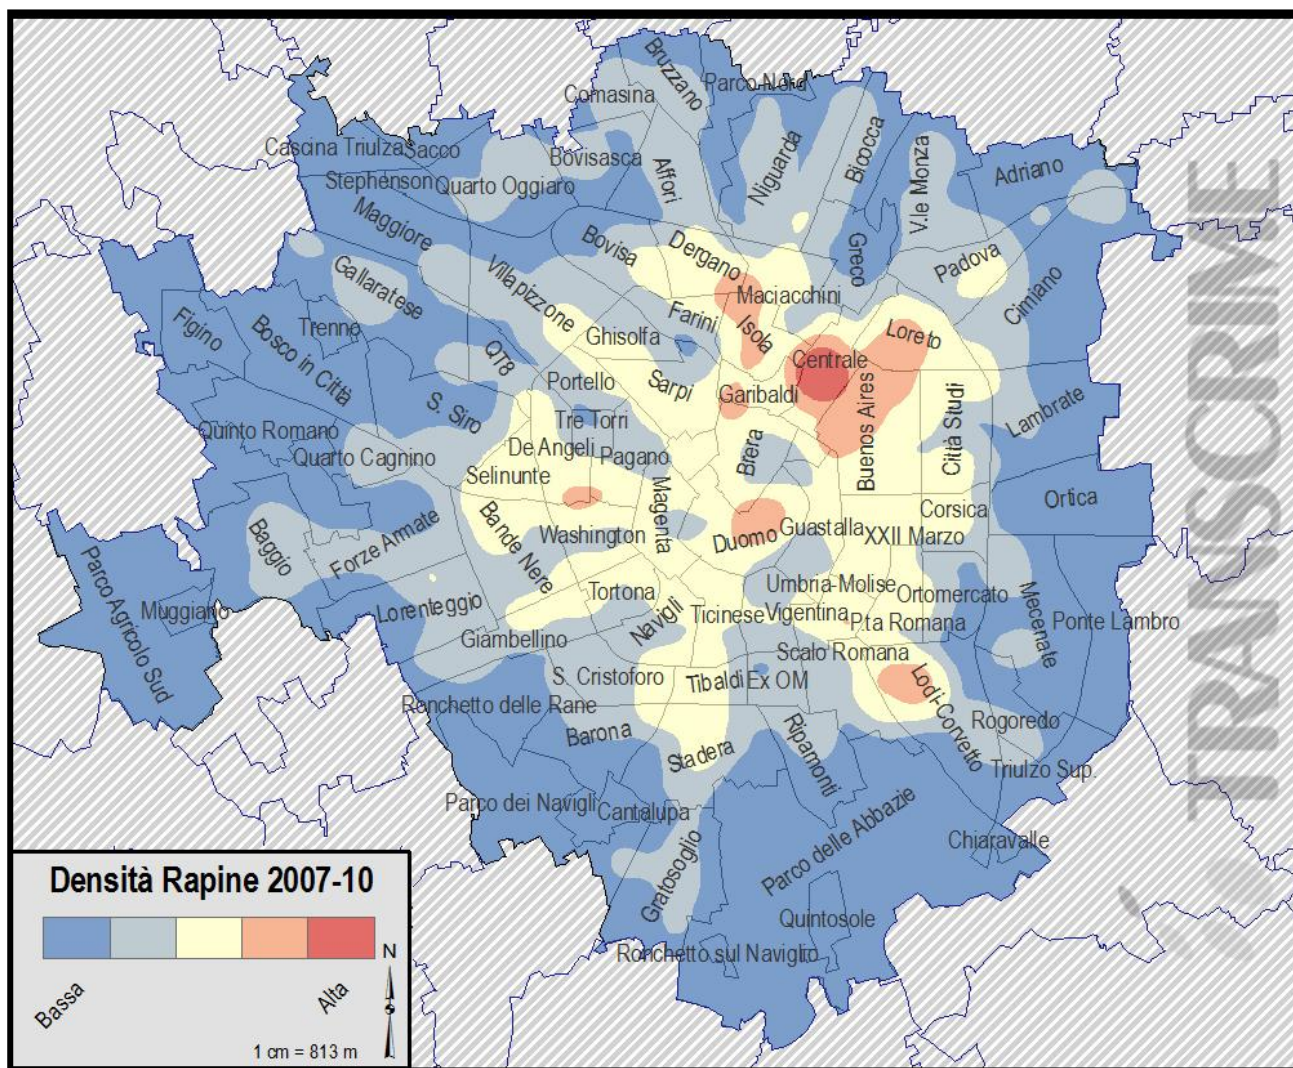 Bruzzano
Parco Nord
Comasina
Cascina Triulza
Sacco
Bovisasca
Affori
Niguarda
Bicocca
V.le Monza
Adriano
Stephenson
Quarto Oggiaro
Maggiore
Bovisa
Dergano
Greco
Padova
Cimiano
Gallaratese
Villapizzone
Maciacchini
Figino
Bosco in Città
Trenno
Ghisolfa
Farini
Isola
Loreto
Centrale
QT8
Portello
Sarpi
Garibaldi
Buenos Aires
Città Studi
Lambrate
S. Siro
Tre Torri
Quinto Romano
De Angeli
Pagano
Brera
Quarto Cagnino
Selinunte
Magenta
Ortica
Corsica
Baggio
Forze Armate
Bande Nere
Washington
Duomo
Guastalla
XXII Marzo
Parco Agricolo Sud
Muggiano
Lorenteggio
Tortona
Umbria-Molise
Ortomercato
Mecenate
Ponte Lambro
Giambellino
Navigli
Ticinese
Vigentina
P.ta Romana
Scalo Romana
S. Cristoforo
Tibaldi
Ex OM
Lodi-Corvetto
Ronchetto delle Rane
Barona
Stadera
Ripamonti
Rogoredo
Triulzo Sup.
Parco dei Navigli
Cantalupa
Gratosoglio
Parco delle Abbazie
Chiaravalle
Quintosole
Ronchetto sul Naviglio
TRANSCRIME
Densità Rapine 2007-10
N
Bassa
Alta
1 cm = 813 m